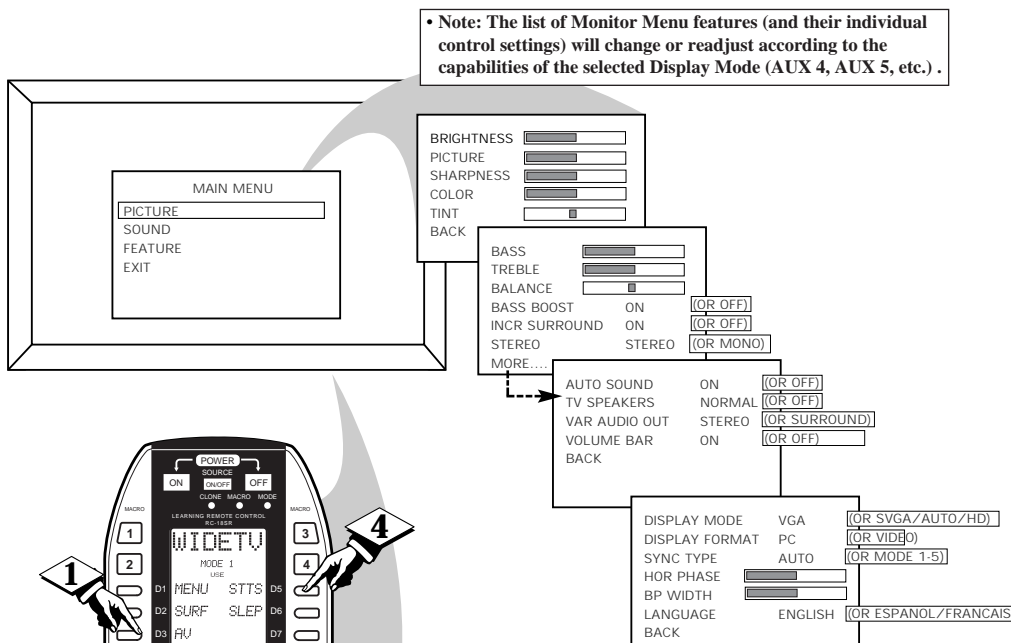 • Note: The list of Monitor Menu features (and their individual
control settings) will change or readjust according to the
capabilities of the selected Display Mode (AUX 4, AUX 5, etc.) .
MAIN MENU
PICTURE
SOUND
FEATURE
EXIT
BRIGHTNESS
PICTURE
SHARPNESS
COLOR
TINT
BACK
BASS
TREBLE
BALANCE
BASS BOOST ON (OR OFF)
INCR SURROUND ON (OR OFF)
STEREO STEREO (OR MONO)
MORE....
AUTO SOUND ON (OR OFF)
TV SPEAKERS NORMAL (OR OFF)
VAR AUDIO OUT STEREO (OR SURROUND)
VOLUME BAR ON (OR OFF)
BACK
DISPLAY MODE VGA (OR SVGA/AUTO/HD)
DISPLAY FORMAT PC (OR VIDEO)
SYNC TYPE AUTO (OR MODE 1-5)
HOR PHASE
BP WIDTH
LANGUAGE ENGLISH (OR ESPANOL/FRANCAIS
BACK
POWER
SOURCE
ON ON/OFF OFF
CLONE MACRO MODE
MACRO MACRO
LEARNING REMOTE CONTROL
RC-18SR
1 WIDETV 3
2 MODE 1 4
USE
D1 MENU STTS D5
D2 SURF SLEP D6
D3 AV D7
1
4